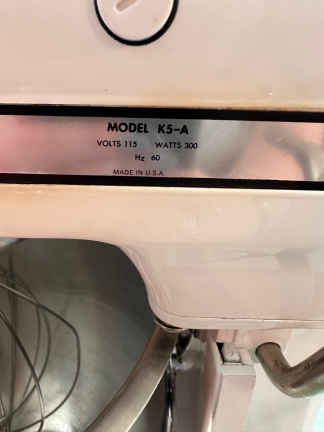 MODEL K5-A
VOLTS 115 WATTS 300
Hz 60
MADE IN U.S.A.